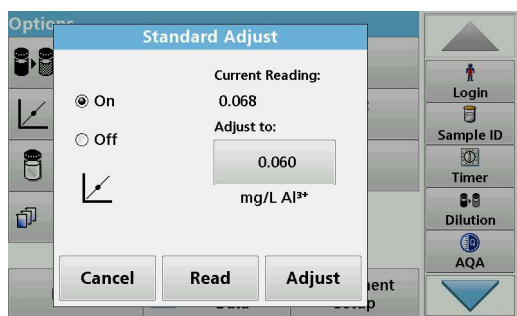 Options
Standard Adjust
Current Reading:
On
0.068
Adjust to:
Off
0.060
mg/L Al³⁺
Cancel
Read
Adjust
Login
Sample ID
Timer
Dilution
AQA